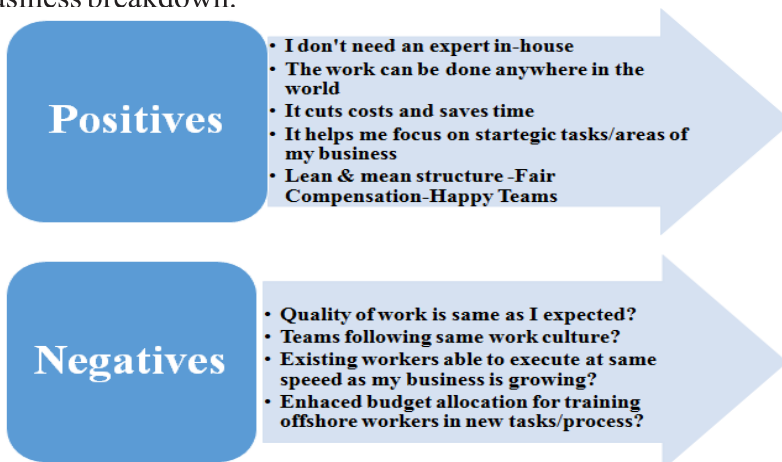 business breakdown.
Positives
• I don't need an expert in-house
• The work can be done anywhere in the
world
• It cuts costs and saves time
• It helps me focus on startegic tasks/areas of
my business
• Lean & mean structure -Fair
Compensation-Happy Teams
Negatives
• Quality of work is same as I expected?
• Teams following same work culture?
• Existing workers able to execute at same
speeed as my business is growing?
• Enhaced budget allocation for training
offshore workers in new tasks/process?